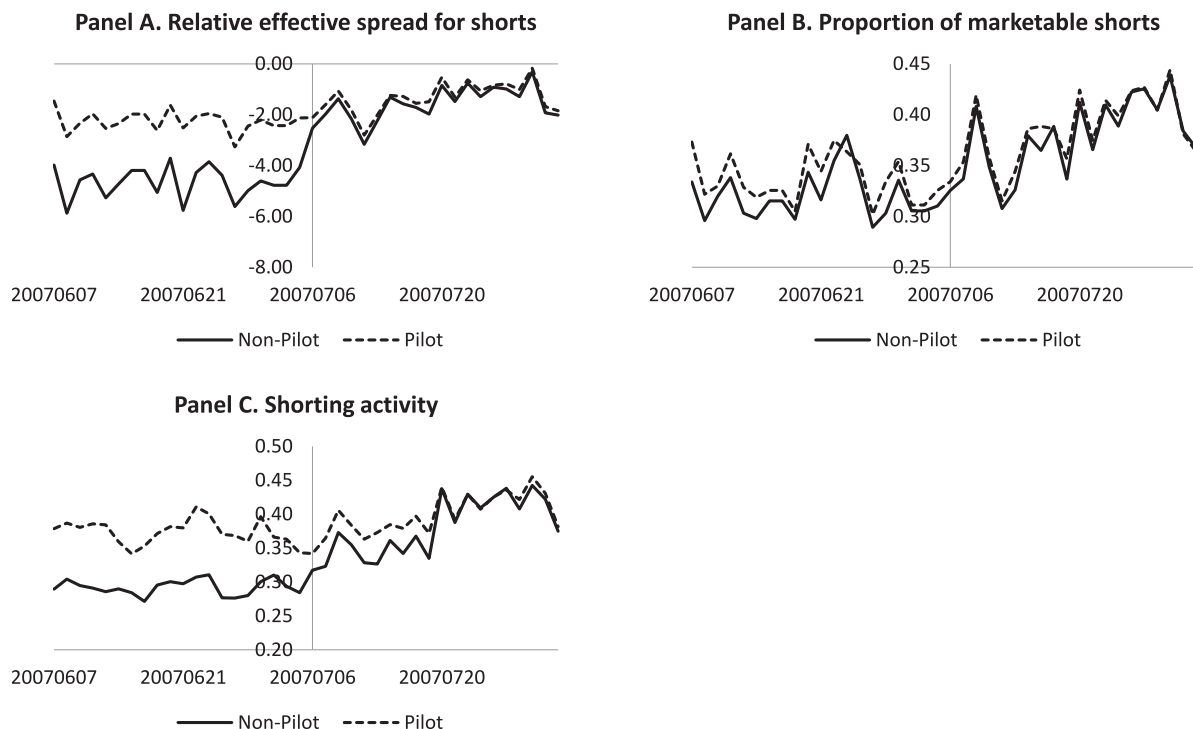 Panel A. Relative effective spread for shorts
0.00
-2.00
-4.00
-6.00
-8.00
20070607 20070621 20070706 20070720
Non-Pilot Pilot
Panel B. Proportion of marketable shorts
0.45
0.40
0.35
0.30
0.25
20070607 20070621 20070706 20070720
Non-Pilot Pilot
Panel C. Shorting activity
0.50
0.45
0.40
0.35
0.30
0.25
0.20
20070607 20070621 20070706 20070720
Non-Pilot Pilot